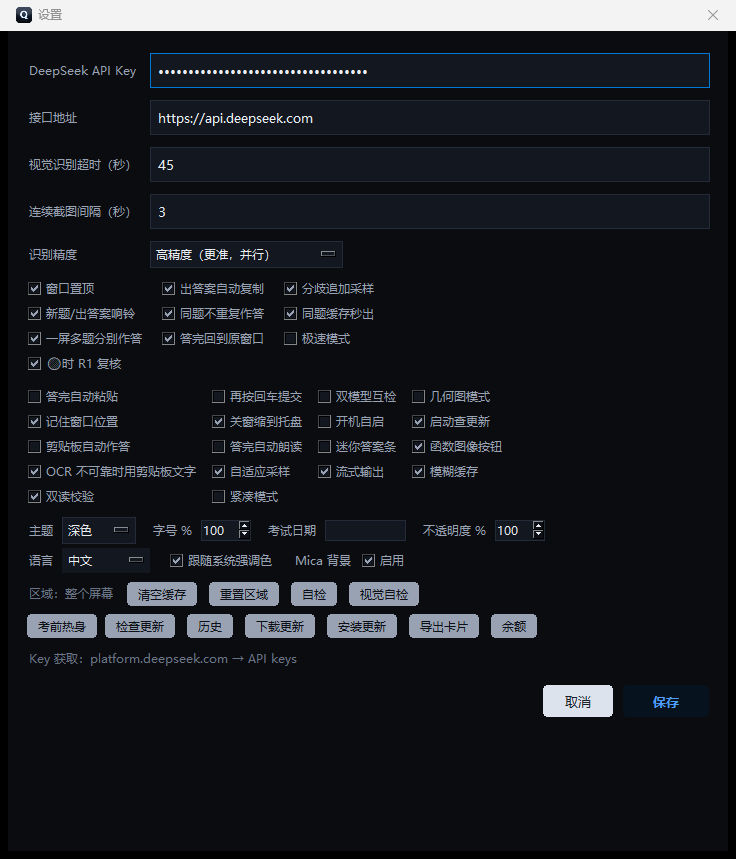 Q 设置
DeepSeek API Key •••••••••••••••••••••••••••••••••••
接口地址 https://api.deepseek.com
视觉识别超时（秒） 45
连续截图间隔（秒） 3
识别精度 高精度（更准，并行）
窗口置顶 出答案自动复制 分歧追加采样
新题/出答案响铃 同题不重复作答 同题缓存秒出
一屏多题分别作答 答完回到原窗口 极速模式
时 R1 复核
答完自动粘贴 再按回车提交 双模型互检 几何图模式
记住窗口位置 关窗缩到托盘 开机自启 启动查更新
剪贴板自动作答 答完自动朗读 迷你答案条 函数图像按钮
OCR 不可靠时用剪贴板文字 自适应采样 流式输出 模糊缓存
双读校验 紧凑模式
主题 深色 字号 % 100 考试日期 不透明度 % 100
语言 中文 跟随系统强调色 Mica 背景 启用
区域：整个屏幕 清空缓存 重置区域 自检 视觉自检
考前热身 检查更新 历史 下载更新 安装更新 导出卡片 余额
Key 获取：platform.deepseek.com → API keys
取消 保存